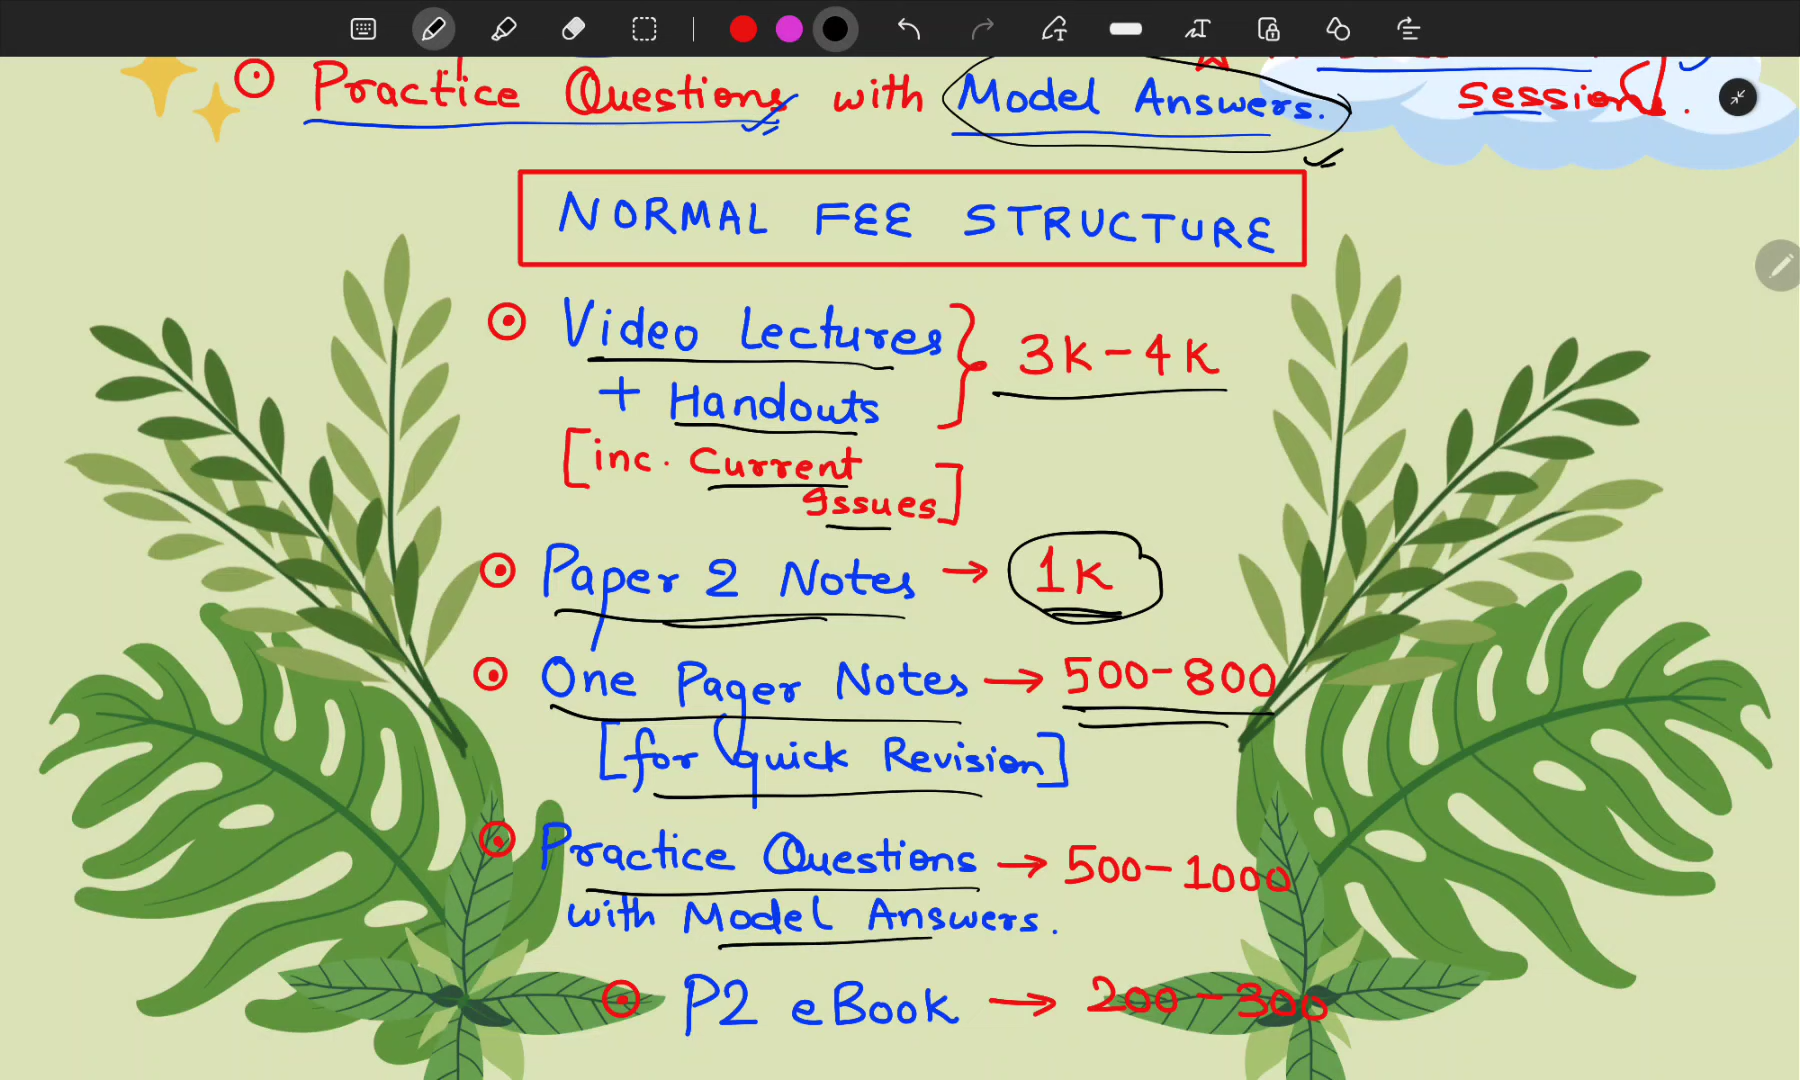 Practice Questions with Model Answers.
sessions.
NORMAL FEE STRUCTURE
Video Lectures
+ Handouts
3K - 4K
[inc. Current
Issues]
Paper 2 Notes → 1K
One Pager Notes → 500-800
[for quick Revision]
Practice Questions → 500-1000
with Model Answers.
P2 eBook → 200-300